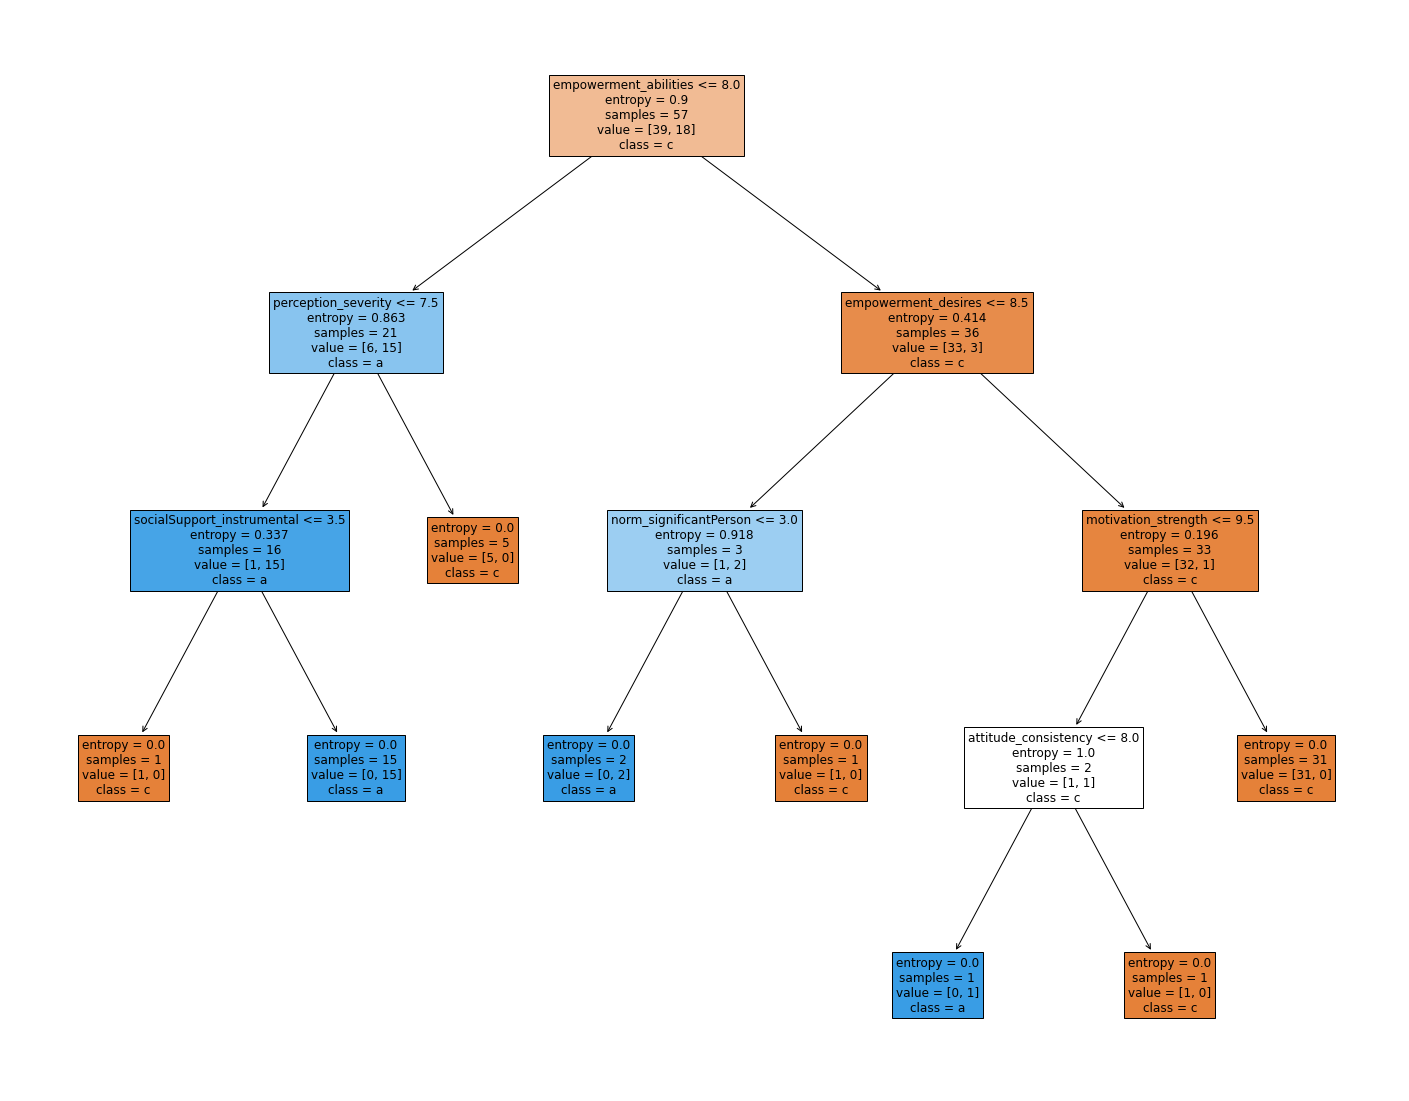 empowerment_abilities <= 8.0
entropy = 0.9
samples = 57
value = [39, 18]
class = c
perception_severity <= 7.5
entropy = 0.863
samples = 21
value = [6, 15]
class = a
empowerment_desires <= 8.5
entropy = 0.414
samples = 36
value = [33, 3]
class = c
socialSupport_instrumental <= 3.5
entropy = 0.337
samples = 16
value = [1, 15]
class = a
entropy = 0.0
samples = 5
value = [5, 0]
class = c
norm_significantPerson <= 3.0
entropy = 0.918
samples = 3
value = [1, 2]
class = a
motivation_strength <= 9.5
entropy = 0.196
samples = 33
value = [32, 1]
class = c
entropy = 0.0
samples = 1
value = [1, 0]
class = c
entropy = 0.0
samples = 15
value = [0, 15]
class = a
entropy = 0.0
samples = 2
value = [0, 2]
class = a
entropy = 0.0
samples = 1
value = [1, 0]
class = c
attitude_consistency <= 8.0
entropy = 1.0
samples = 2
value = [1, 1]
class = c
entropy = 0.0
samples = 31
value = [31, 0]
class = c
entropy = 0.0
samples = 1
value = [0, 1]
class = a
entropy = 0.0
samples = 1
value = [1, 0]
class = c